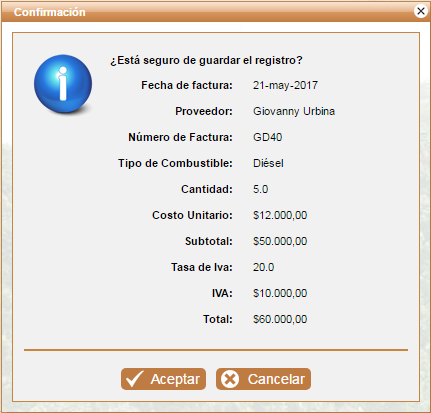 Confirmación
¿Está seguro de guardar el registro?
Fecha de factura: 21-may-2017
Proveedor: Giovanny Urbina
Número de Factura: GD40
Tipo de Combustible: Diésel
Cantidad: 5.0
Costo Unitario: $12.000,00
Subtotal: $50.000,00
Tasa de Iva: 20.0
IVA: $10.000,00
Total: $60.000,00
Aceptar Cancelar